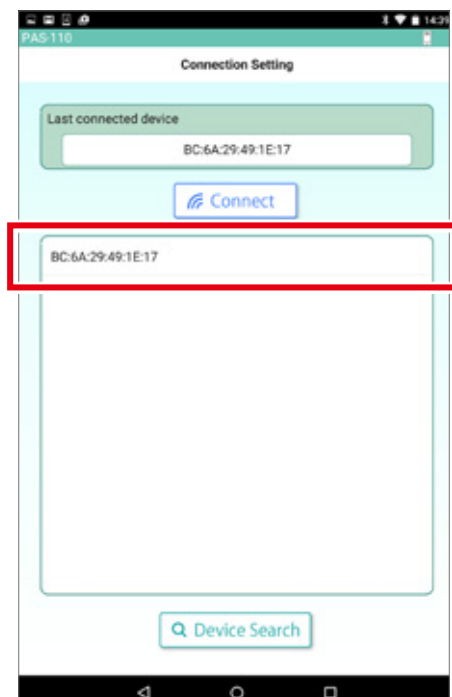 14:39
PAS-110
Connection Setting
Last connected device
BC:6A:29:49:1E:17
Connect
BC:6A:29:49:1E:17
Device Search